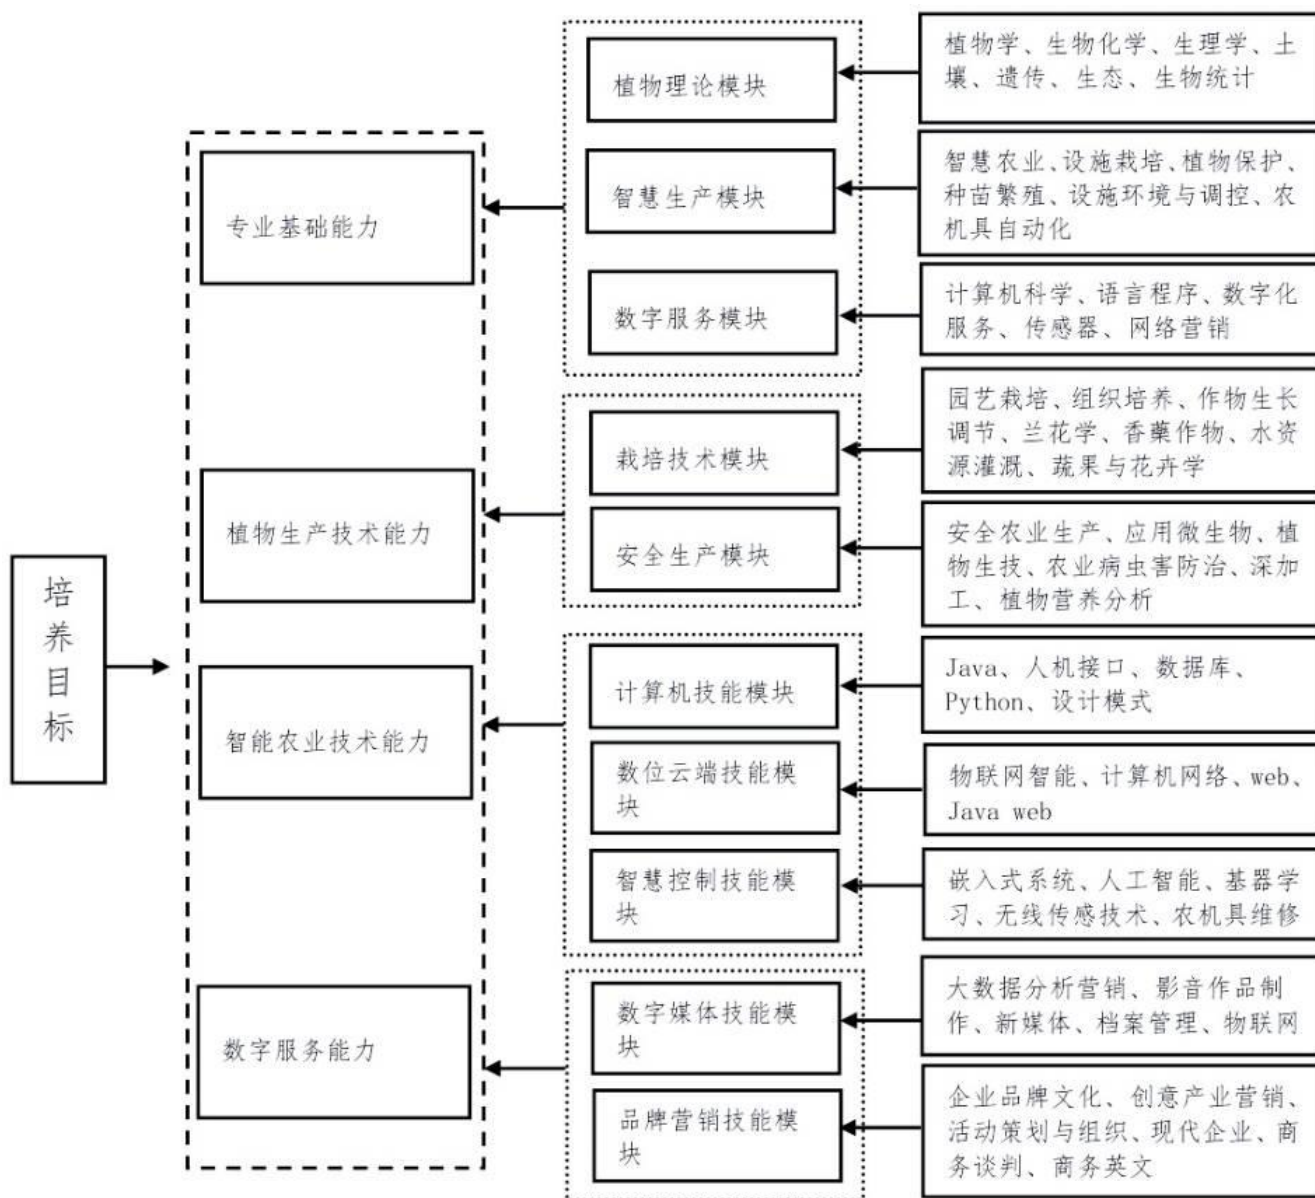 培
养
目
标
专业基础能力
植物生产技术能力
智能农业技术能力
数字服务能力
植物理论模块
智慧生产模块
数字服务模块
栽培技术模块
安全生产模块
计算机技能模块
数位云端技能模
块
智慧控制技能模
块
数字媒体技能模
块
品牌营销技能模
块
植物学、生物化学、生理学、土
壤、遗传、生态、生物统计
智慧农业、设施栽培、植物保护、
种苗繁殖、设施环境与调控、农
机具自动化
计算机科学、语言程序、数字化
服务、传感器、网络营销
园艺栽培、组织培养、作物生长
调节、兰花学、香藥作物、水资
源灌溉、蔬果与花卉学
安全农业生产、应用微生物、植
物生技、农业病虫害防治、深加
工、植物营养分析
Java、人机接口、数据库、
Python、设计模式
物联网智能、计算机网络、web、
Java web
嵌入式系统、人工智能、基器学
习、无线传感技术、农机具维修
大数据分析营销、影音作品制
作、新媒体、档案管理、物联网
企业品牌文化、创意产业营销、
活动策划与组织、现代企业、商
务谈判、商务英文